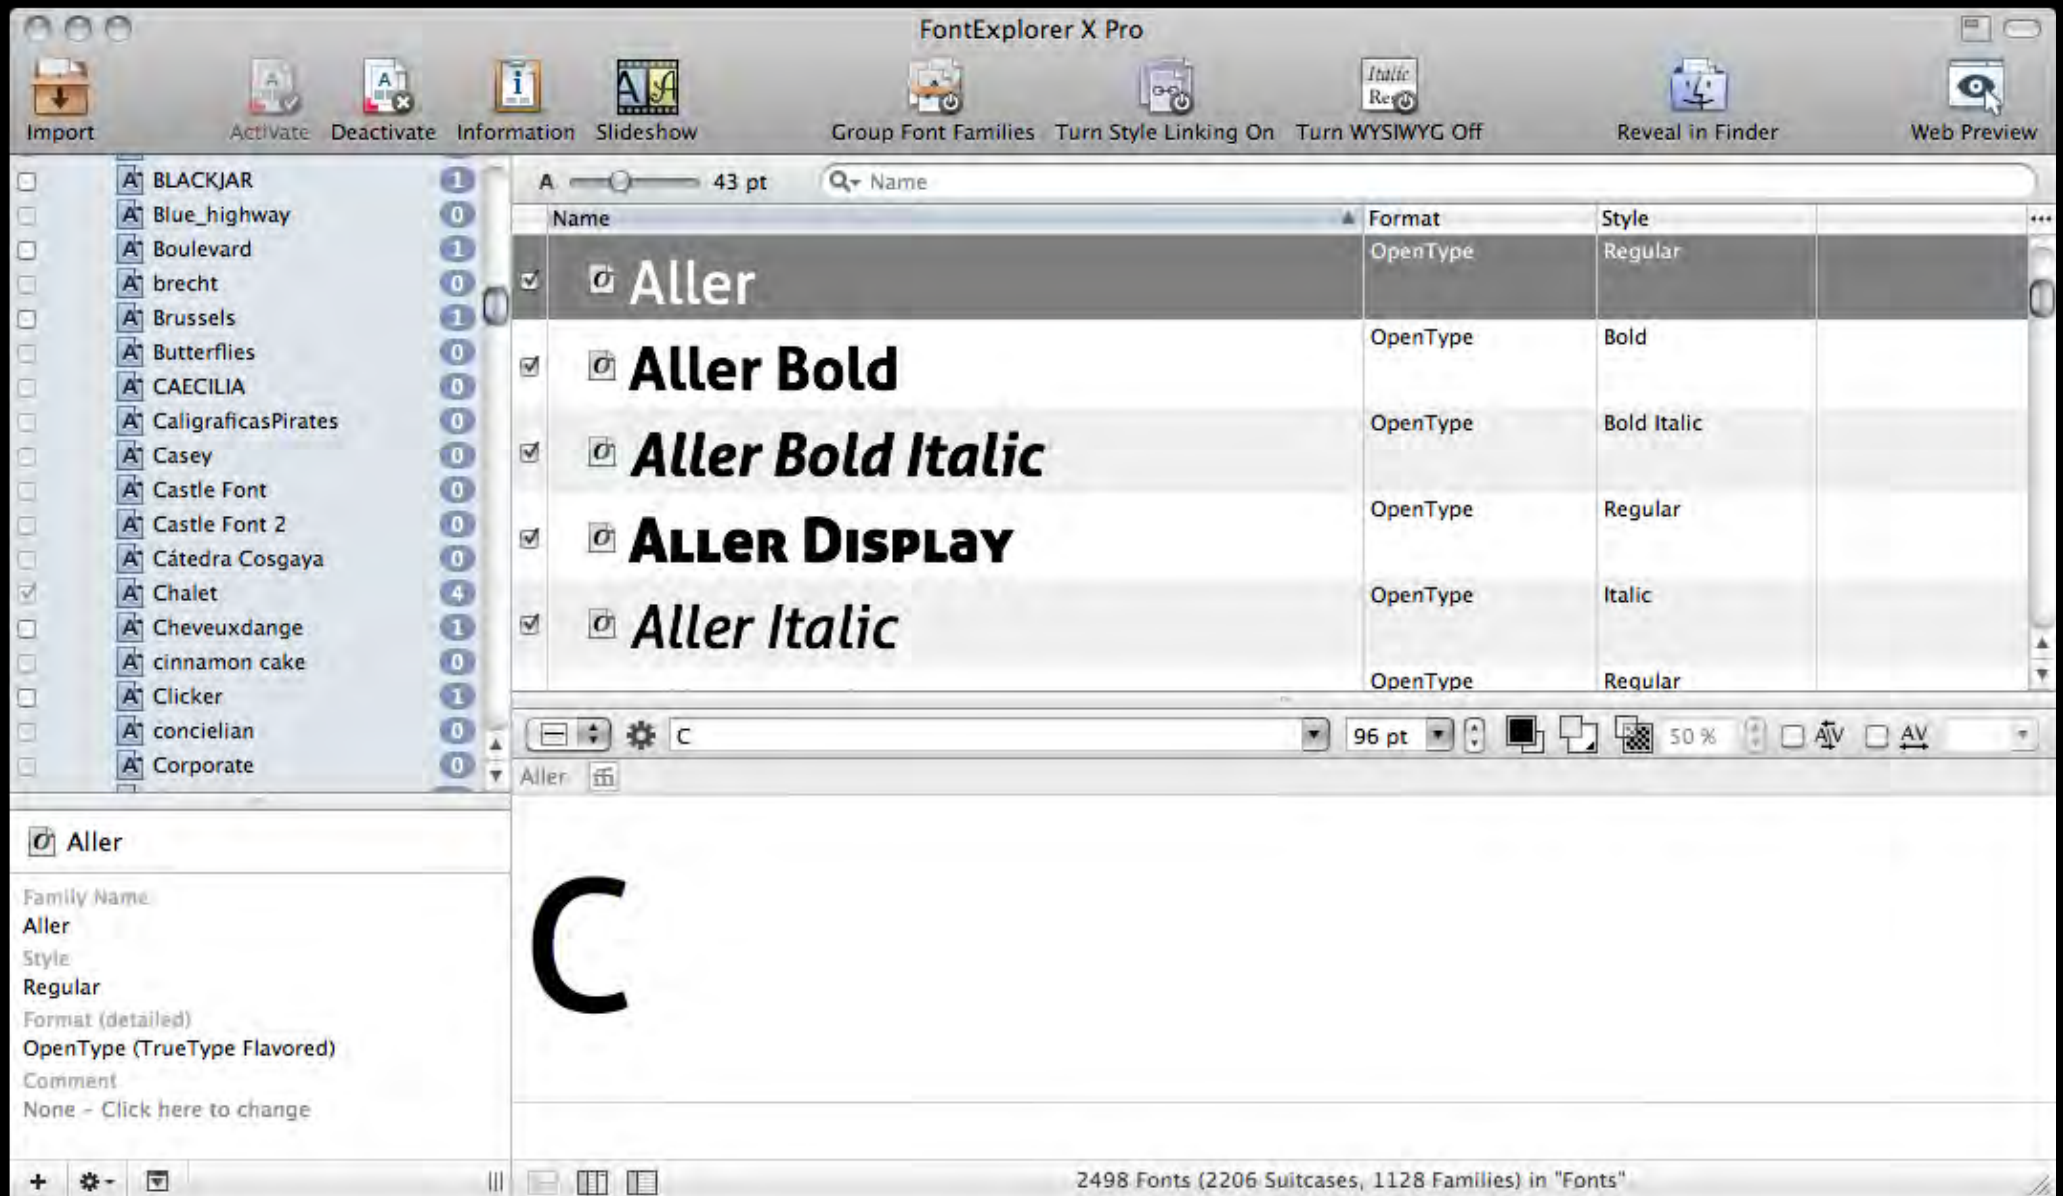 FontExplorer X Pro
Import
Activate
Deactivate
Information
Slideshow
Group Font Families
Turn Style Linking On
Italic
Turn WYSIWYG Off
Reveal in Finder
Web Preview
BLACKJAR 1
Blue_highway 0
Boulevard 1
brecht 0
Brussels 1
Butterflies 0
CAECILIA 0
CaligraficasPirates 0
Casey 0
Castle Font 0
Castle Font 2 0
Cátedra Cosgaya 0
Chalet 4
Cheveuxdange 1
cinnamon cake 0
Clicker 1
concielian 0
Corporate 0
A 43 pt Name
Name Format Style
Aller OpenType Regular
Aller Bold OpenType Bold
Aller Bold Italic OpenType Bold Italic
Aller Display OpenType Regular
Aller Italic OpenType Italic
OpenType Regular
C 96 pt 50 % AV AV
Aller
C
Aller
Family Name
Aller
Style
Regular
Format (detailed)
OpenType (TrueType Flavored)
Comment
None - Click here to change
2498 Fonts (2206 Suitcases, 1128 Families) in "Fonts"